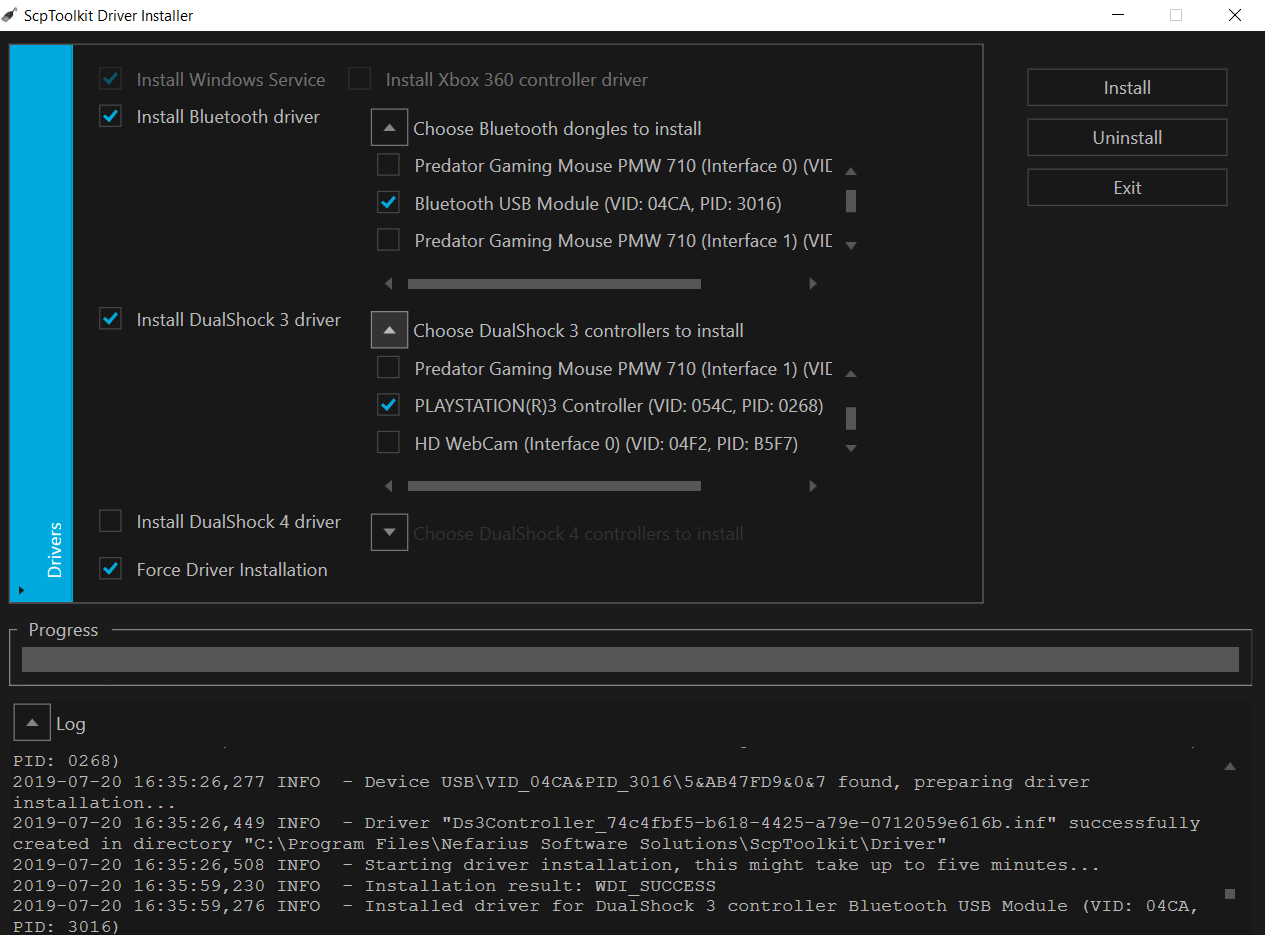 ScpToolkit Driver Installer
Install Windows Service
Install Xbox 360 controller driver
Install Bluetooth driver
Choose Bluetooth dongles to install
Predator Gaming Mouse PMW 710 (Interface 0) (VID
Bluetooth USB Module (VID: 04CA, PID: 3016)
Predator Gaming Mouse PMW 710 (Interface 1) (VID
Install DualShock 3 driver
Choose DualShock 3 controllers to install
Predator Gaming Mouse PMW 710 (Interface 1) (VID
PLAYSTATION(R)3 Controller (VID: 054C, PID: 0268)
HD WebCam (Interface 0) (VID: 04F2, PID: B5F7)
Install DualShock 4 driver
Choose DualShock 4 controllers to install
Force Driver Installation
Drivers
Install
Uninstall
Exit
Progress
Log
PID: 0268)
2019-07-20 16:35:26,277 INFO  - Device USB\VID_04CA&PID_3016\5&AB47FD9&0&7 found, preparing driver
installation...
2019-07-20 16:35:26,449 INFO  - Driver "Ds3Controller_74c4fbf5-b618-4425-a79e-0712059e616b.inf" successfully
created in directory "C:\Program Files\Nefarius Software Solutions\ScpToolkit\Driver"
2019-07-20 16:35:26,508 INFO  - Starting driver installation, this might take up to five minutes...
2019-07-20 16:35:59,230 INFO  - Installation result: WDI_SUCCESS
2019-07-20 16:35:59,276 INFO  - Installed driver for DualShock 3 controller Bluetooth USB Module (VID: 04CA,
PID: 3016)